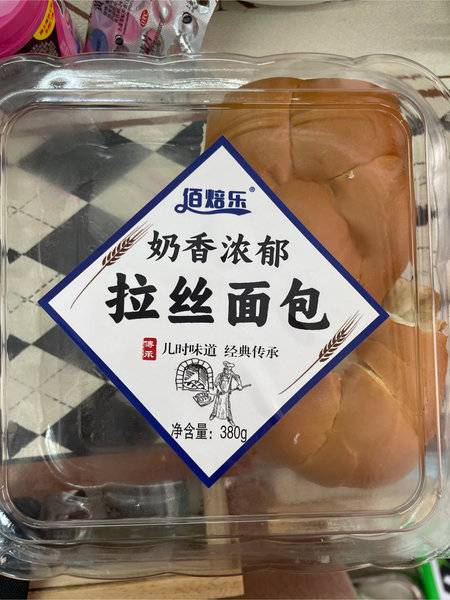 佰焙乐®
奶香浓郁
拉丝面包
傳承 儿时味道 经典传承
净含量：380g